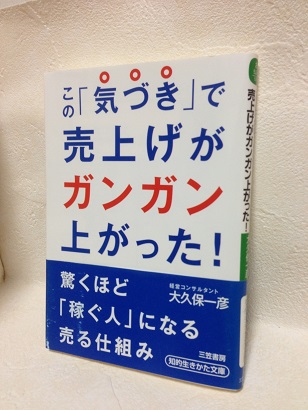 この「気づき」で
売上げが
ガンガン
上がった!
驚くほど
「稼ぐ人」になる
売る仕組み
経営コンサルタント
大久保一彦
三笠書房
知的生きかた文庫
売上げがガンガン上がった!